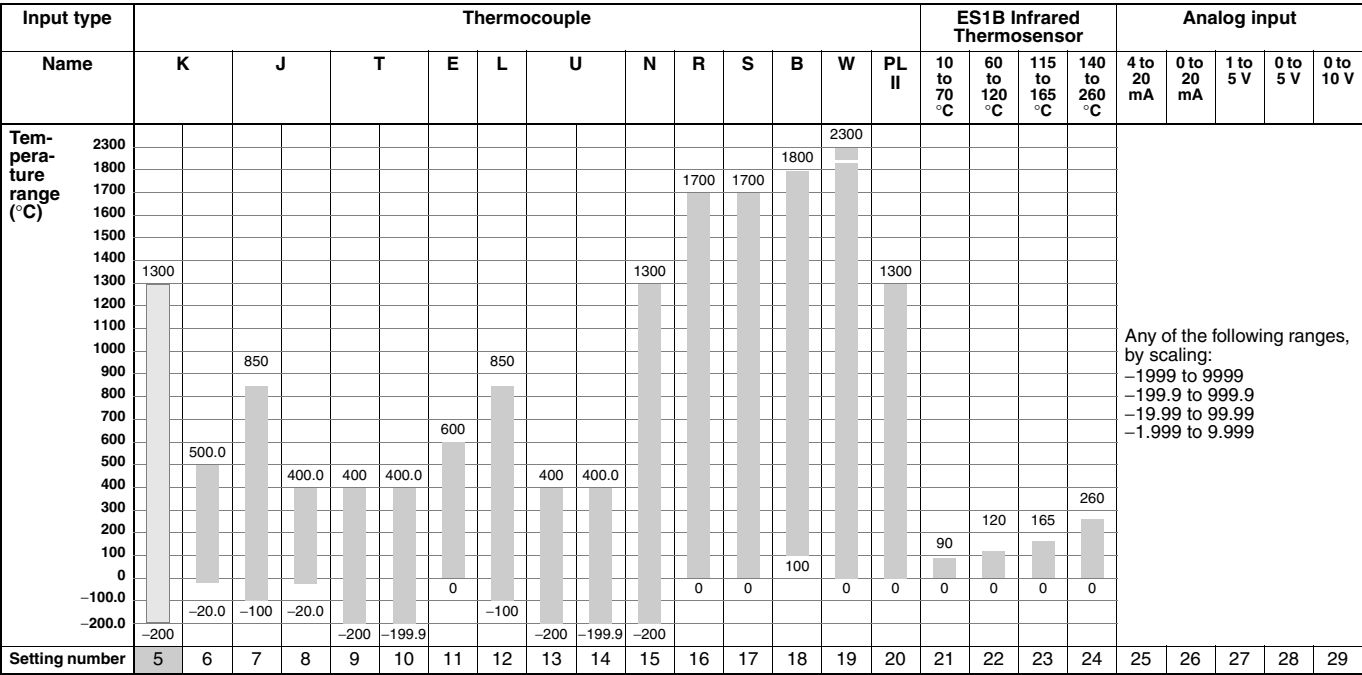 Input type Thermocouple ES1B Infrared Thermosensor Analog input
Name K J T E L U N R S B W PL II 10 to 70 °C 60 to 120 °C 115 to 165 °C 140 to 260 °C 4 to 20 mA 0 to 20 mA 1 to 5 V 0 to 5 V 0 to 10 V
Tem-
pera-
ture
range
(°C)
2300
1800
1700
1600
1500
1400
1300
1200
1100
1000
900
800
700
600
500
400
300
200
100
0
−100.0
−200.0
2300
1800
1700 1700
1300 1300 1300
850 850
600
500.0
400.0 400 400.0 400 400.0
260
120 165
90
100
0 0 0 0 0 0 0 0 0
−20.0 −100 −20.0 −100
−200 −200 −199.9 −200 −199.9 −200
Any of the following ranges,
by scaling:
−1999 to 9999
−199.9 to 999.9
−19.99 to 99.99
−1.999 to 9.999
Setting number 5 6 7 8 9 10 11 12 13 14 15 16 17 18 19 20 21 22 23 24 25 26 27 28 29